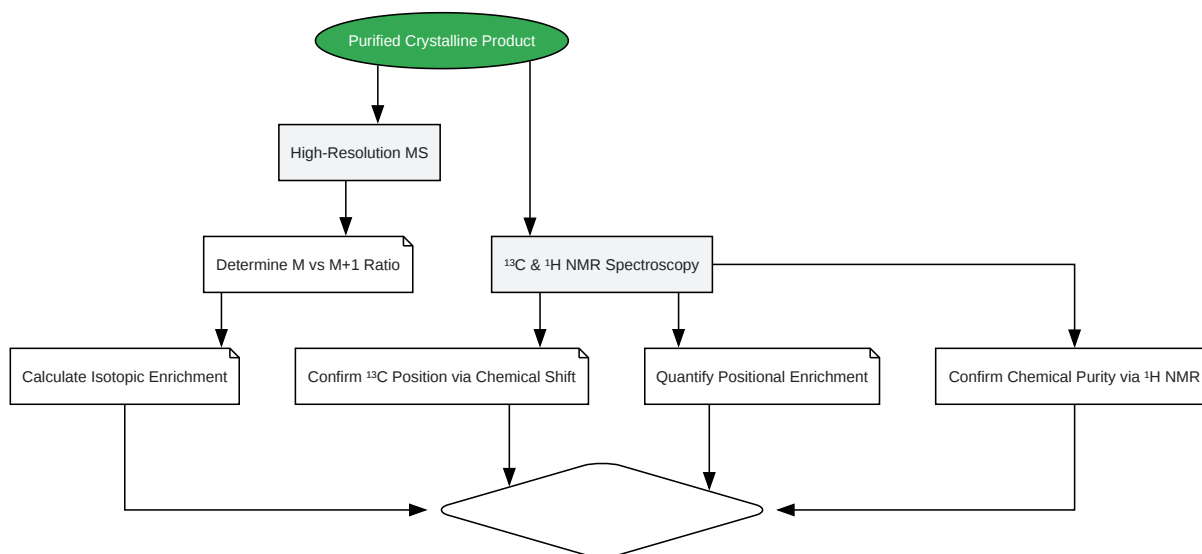 Purified Crystalline Product
High-Resolution MS
Determine M vs M+1 Ratio
¹³C & ¹H NMR Spectroscopy
Calculate Isotopic Enrichment
Confirm ¹³C Position via Chemical Shift
Quantify Positional Enrichment
Confirm Chemical Purity via ¹H NMR